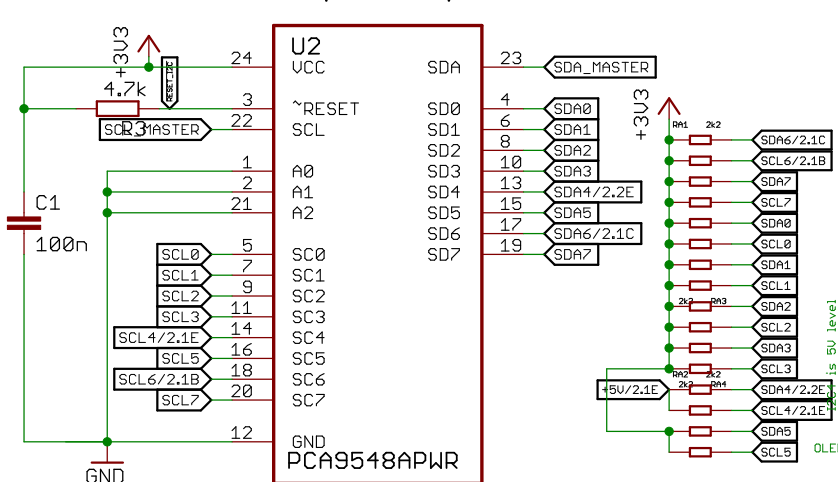 U2
+3V3
24 VCC SDA 23 SDA_MASTER
4.7k
RESET_I2C
3 ~RESET SD0 4 SDA0
R3
SCL_MASTER 22 SCL SD1 6 SDA1
SD2 8 SDA2
1 A0 SD3 10 SDA3
2 A1 SD4 13 SDA4/2.2E
21 A2 SD5 15 SDA5
SD6 17 SDA6/2.1C
SCL0 5 SC0 SD7 19 SDA7
SCL1 7 SC1
SCL2 9 SC2
SCL3 11 SC3
SCL4/2.1E 14 SC4
SCL5 16 SC5
SCL6/2.1B 18 SC6
SCL7 20 SC7
12 GND
PCA9548APWR
C1
100n
GND
+3V3
RA1 2k2
SDA6/2.1C
SCL6/2.1B
SDA7
SCL7
SDA0
SCL0
SDA1
SCL1
2k2 RA3
SDA2
SCL2
SDA3
SCL3
RA2 2k2
2k2 RA4
+5V/2.1E
SDA4/2.2E
SCL4/2.1E
SDA5
SCL5
I2C4 is 5V level